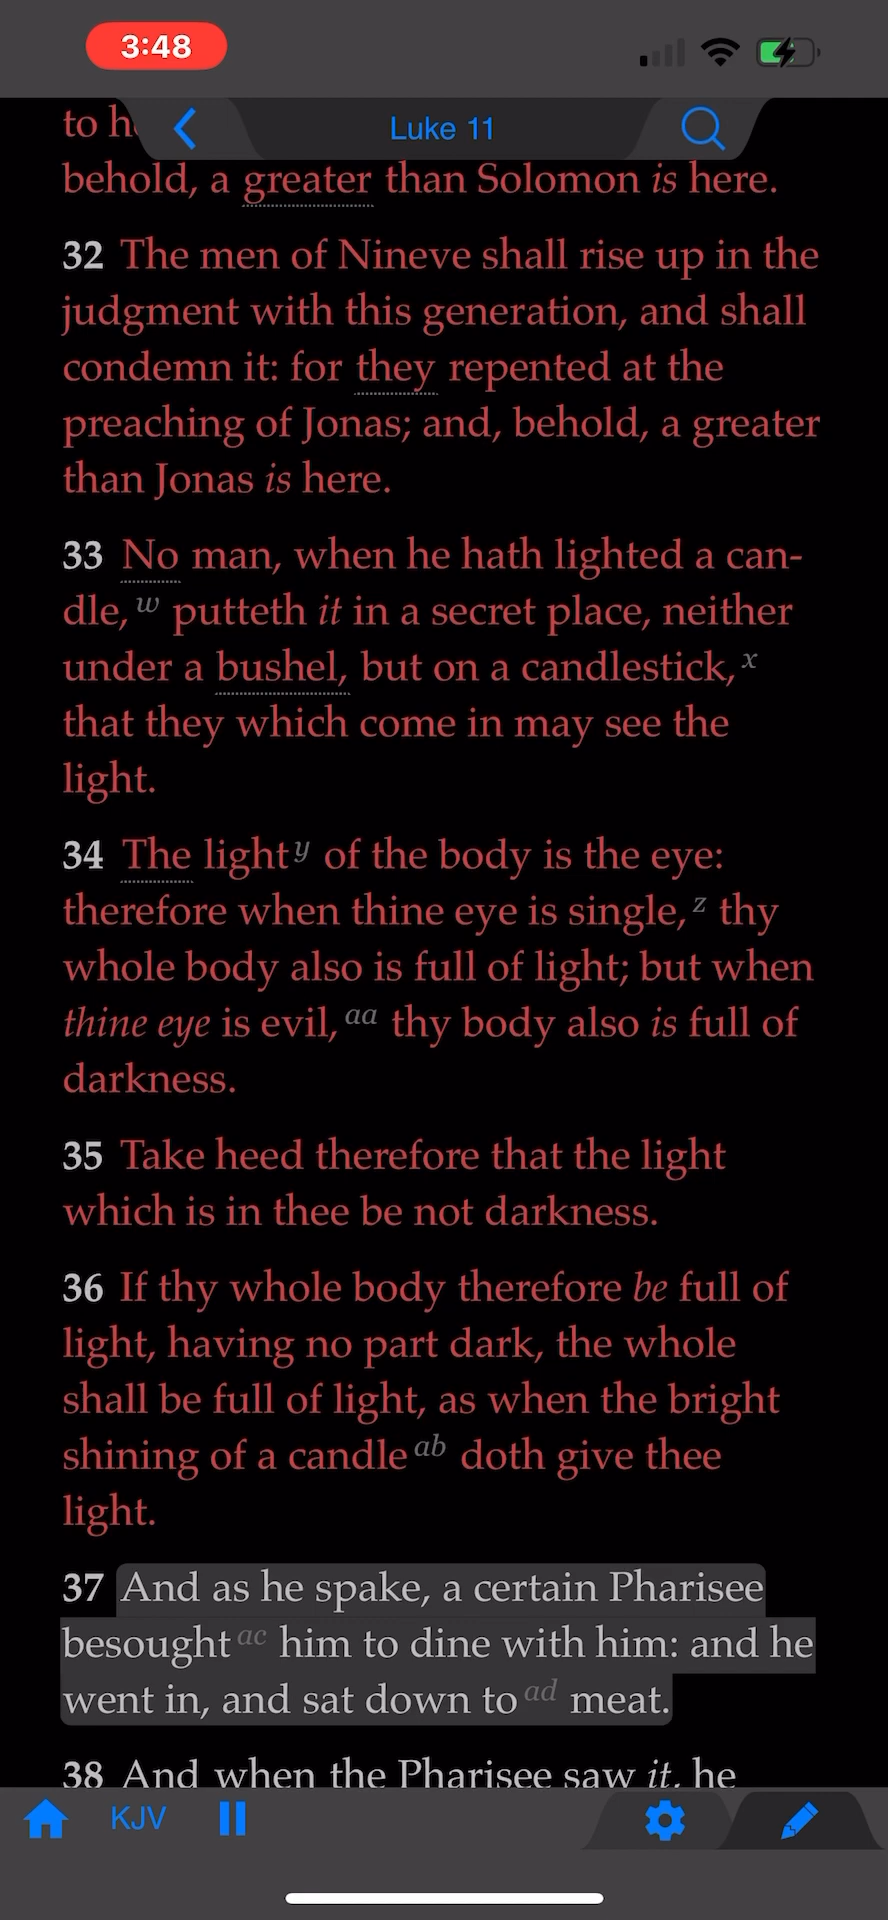 3:48
to h
Luke 11
behold, a greater than Solomon is here.
32 The men of Nineve shall rise up in the
judgment with this generation, and shall
condemn it: for they repented at the
preaching of Jonas; and, behold, a greater
than Jonas is here.
33 No man, when he hath lighted a can-
dle, w putteth it in a secret place, neither
under a bushel, but on a candlestick, x
that they which come in may see the
light.
34 The light y of the body is the eye:
therefore when thine eye is single, z thy
whole body also is full of light; but when
thine eye is evil, aa thy body also is full of
darkness.
35 Take heed therefore that the light
which is in thee be not darkness.
36 If thy whole body therefore be full of
light, having no part dark, the whole
shall be full of light, as when the bright
shining of a candle ab doth give thee
light.
37 And as he spake, a certain Pharisee
besought ac him to dine with him: and he
went in, and sat down to ad meat.
38 And when the Pharisee saw it, he
KJV